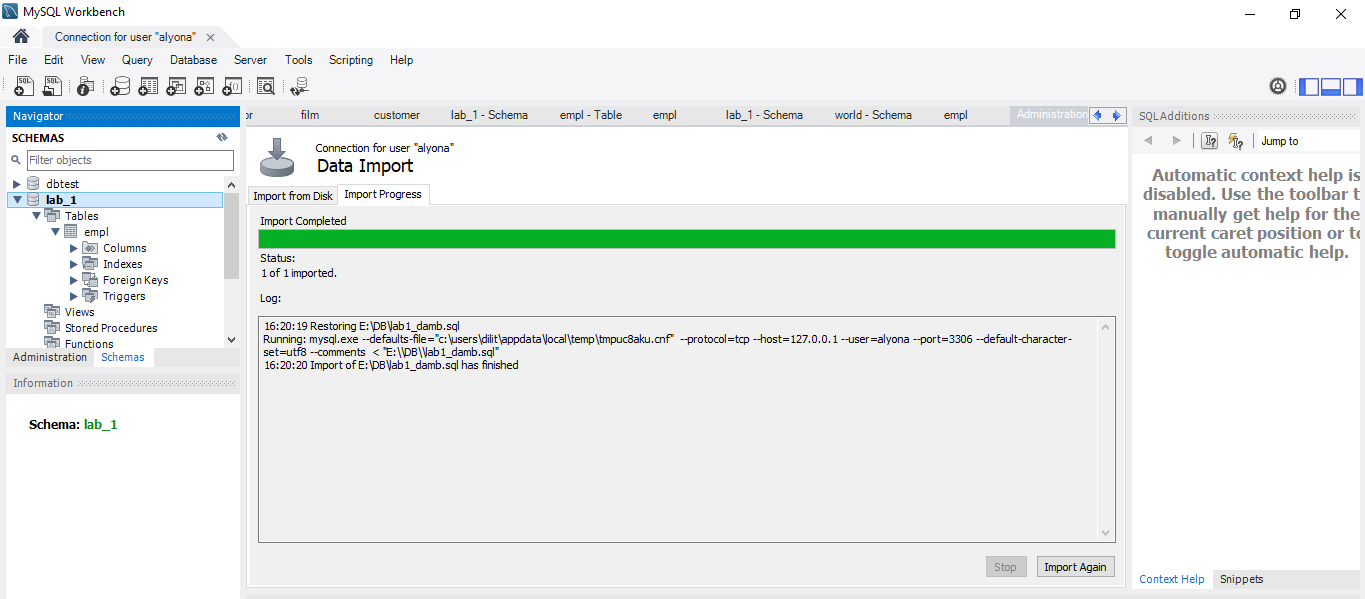 MySQL Workbench
Connection for user "alyona"
File Edit View Query Database Server Tools Scripting Help
Navigator
SCHEMAS
Filter objects
dbtest
lab_1
Tables
empl
Columns
Indexes
Foreign Keys
Triggers
Views
Stored Procedures
Functions
Administration Schemas
Information
Schema: lab_1
or film customer lab_1 - Schema empl - Table empl lab_1 - Schema world - Schema empl Administration
Connection for user "alyona"
Data Import
Import from Disk Import Progress
Import Completed
Status:
1 of 1 imported.
Log:
16:20:19 Restoring E:\DB\lab1_damb.sql
Running: mysql.exe --defaults-file="c:\users\dilit\appdata\local\temp\tmpuc8aku.cnf"  --protocol=tcp --host=127.0.0.1 --user=alyona --port=3306 --default-character-
set=utf8 --comments  < "E:\\DB\\lab1_damb.sql"
16:20:20 Import of E:\DB\lab1_damb.sql has finished
Stop Import Again
SQLAdditions
Jump to
Automatic context help is
disabled. Use the toolbar t
manually get help for the
current caret position or to
toggle automatic help.
Context Help Snippets